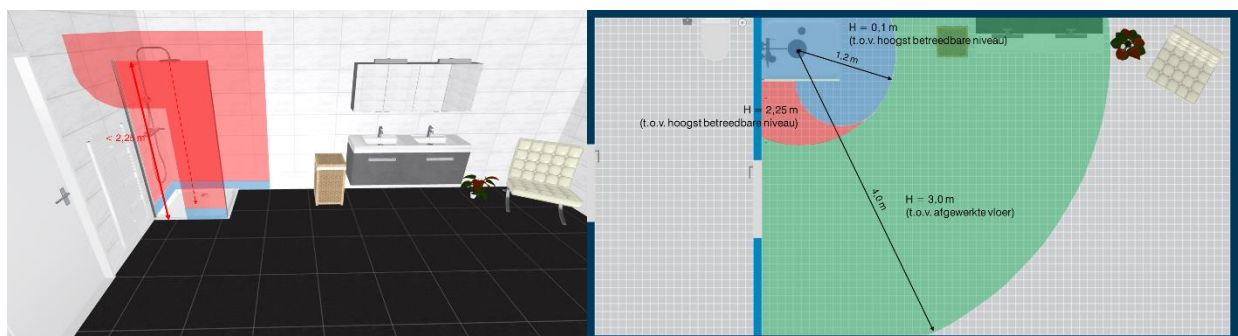 < 2,25 m
H = 0,1 m
(t.o.v. hoogst betreedbare niveau)
1,2 m
H = 2,25 m
(t.o.v. hoogst betreedbare niveau)
4,0 m
H = 3,0 m
(t.o.v. afgewerkte vloer)